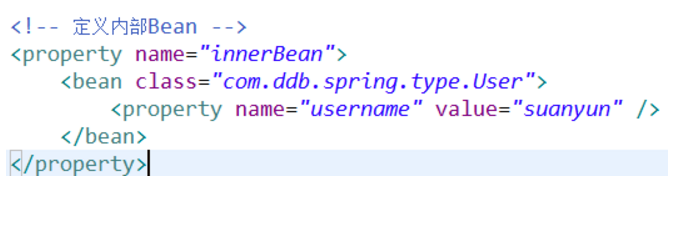 <!-- 定义内部Bean -->
<property name="innerBean">
    <bean class="com.ddb.spring.type.User">
        <property name="username" value="suanyun" />
    </bean>
</property>